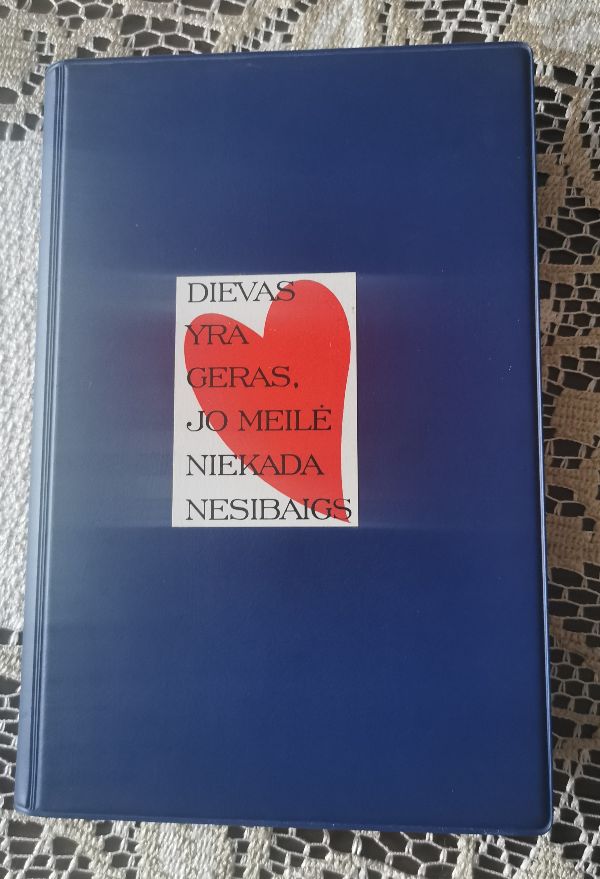 DIEVAS
YRA
GERAS,
JO MEILĖ
NIEKADA
NESIBAIGS